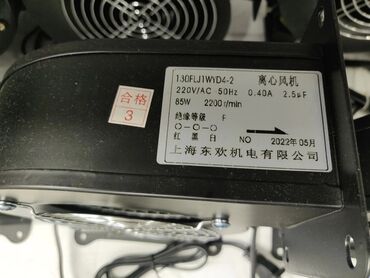 130FLJ1WYD4-2 离心风机
220V/AC 50Hz 0.40A 2.5μF
85W 2200r/min
绝缘等级 F
红 黑 白 NO 2022年05月
上海东欢机电有限公司
合格
3